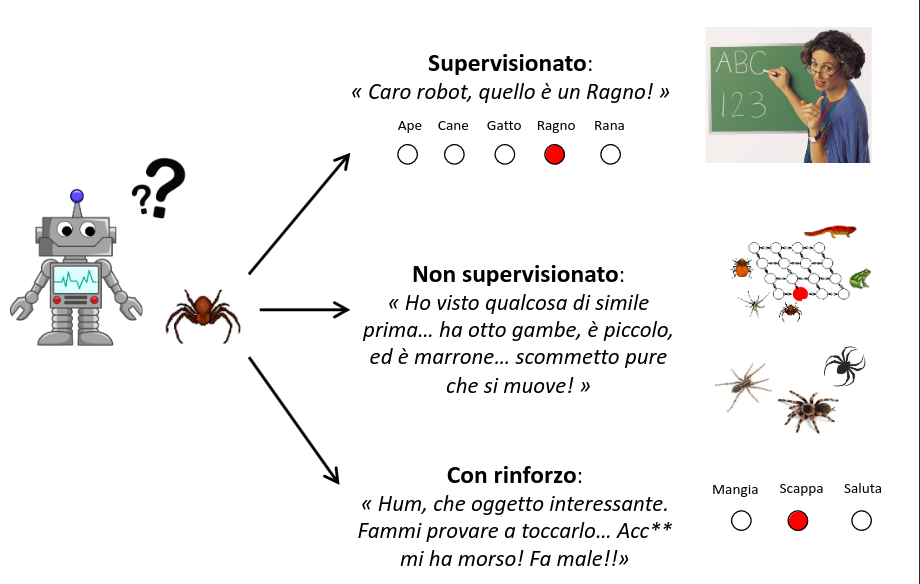 Supervisionato:
« Caro robot, quello è un Ragno! »
Ape Cane Gatto Ragno Rana
ABC
123
??
Non supervisionato:
« Ho visto qualcosa di simile
prima... ha otto gambe, è piccolo,
ed è marrone... scommetto pure
che si muove! »
Con rinforzo:
« Hum, che oggetto interessante.
Fammi provare a toccarlo... Acc**
mi ha morso! Fa male!!»
Mangia Scappa Saluta